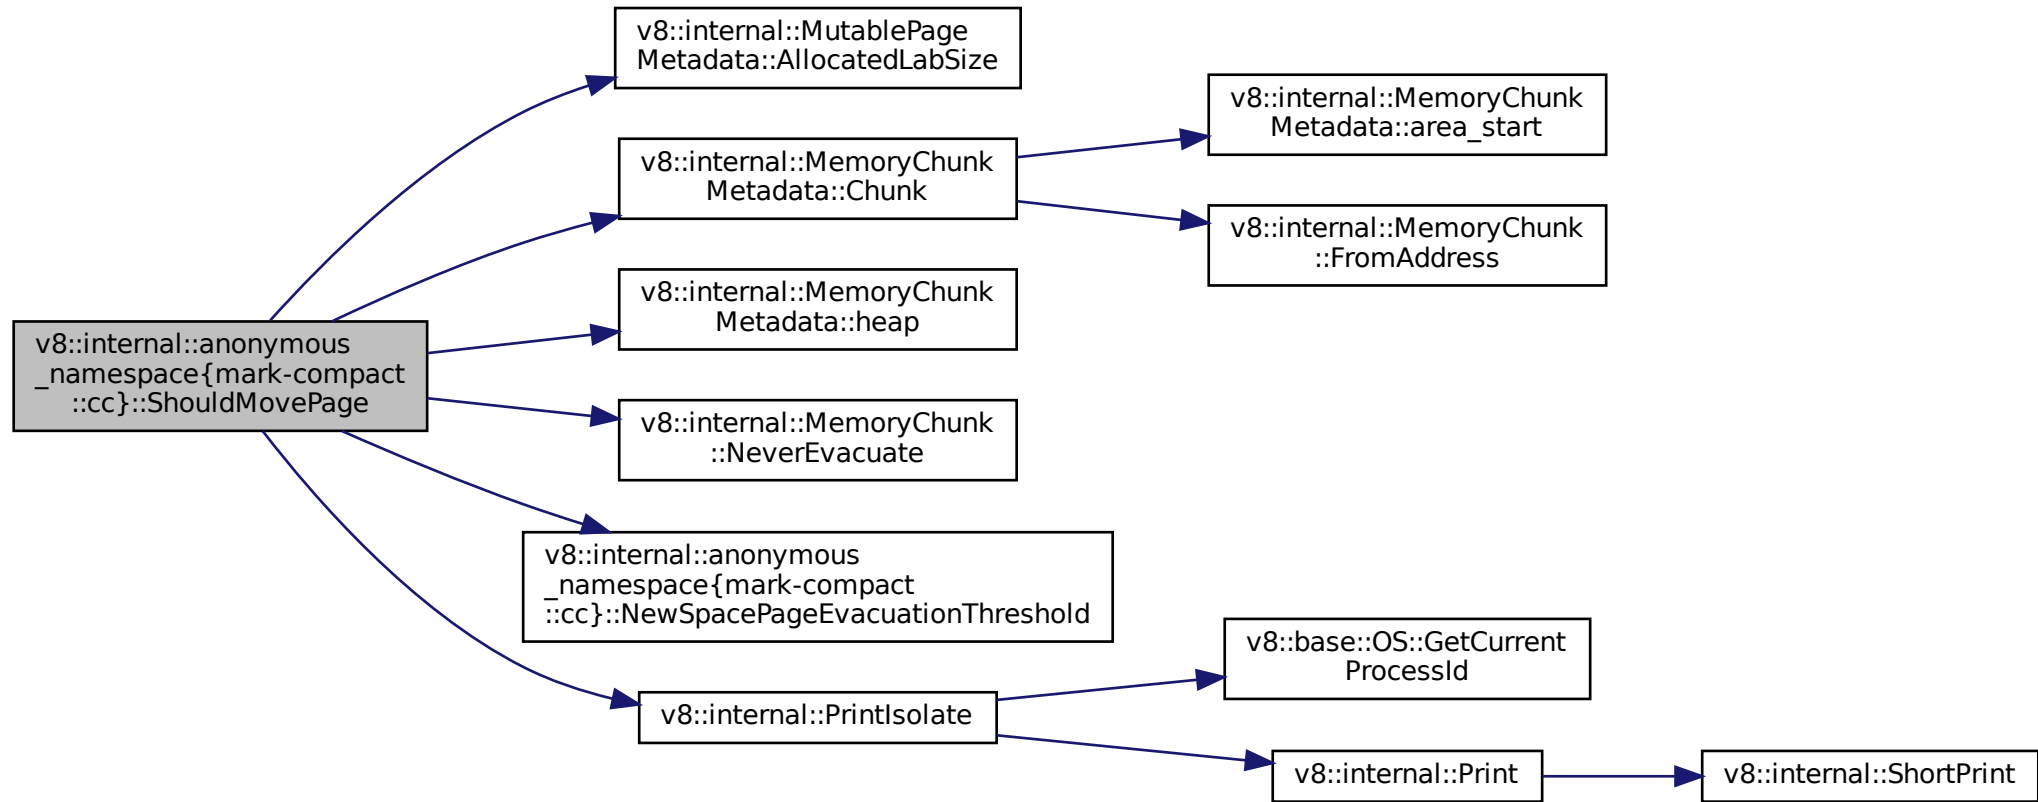 v8::internal::MutablePage
Metadata::AllocatedLabSize
v8::internal::MemoryChunk
Metadata::area_start
v8::internal::MemoryChunk
Metadata::Chunk
v8::internal::MemoryChunk
::FromAddress
v8::internal::MemoryChunk
Metadata::heap
v8::internal::anonymous
_namespace{mark-compact
::cc}::ShouldMovePage
v8::internal::MemoryChunk
::NeverEvacuate
v8::internal::anonymous
_namespace{mark-compact
::cc}::NewSpacePageEvacuationThreshold
v8::base::OS::GetCurrent
ProcessId
v8::internal::PrintIsolate
v8::internal::Print
v8::internal::ShortPrint